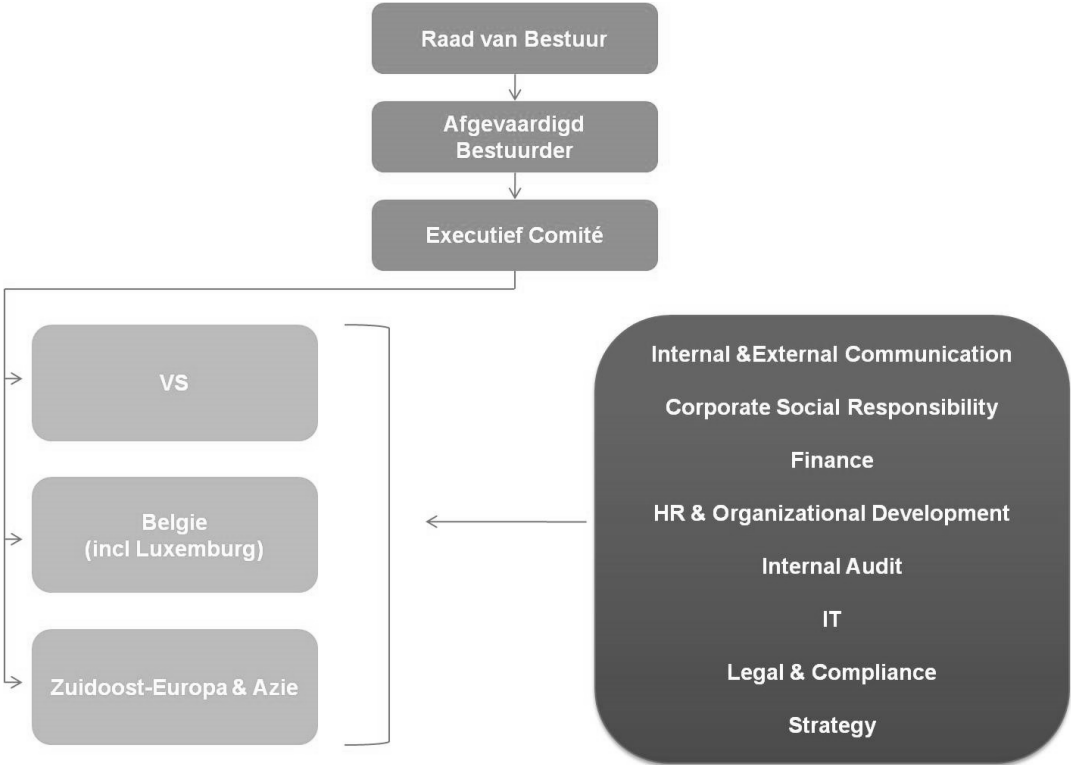 Raad van Bestuur
Afgevaardigd
Bestuurder
Executief Comité
VS
Belgie
(incl Luxemburg)
Zuidoost-Europa & Azie
Internal &External Communication
Corporate Social Responsibility
Finance
HR & Organizational Development
Internal Audit
IT
Legal & Compliance
Strategy